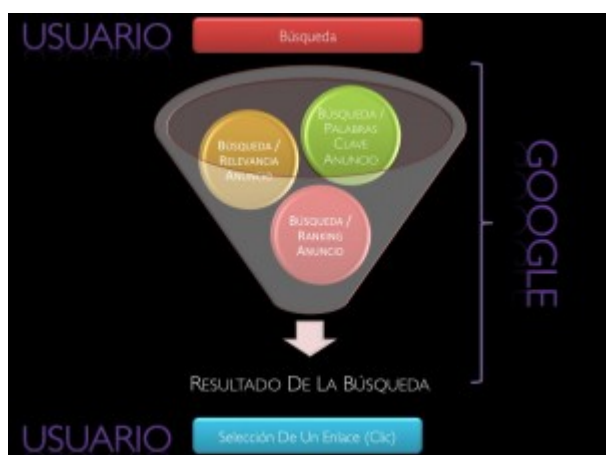 USUARIO
Búsqueda
BÚSQUEDA /
PALABRAS
CLAVE
ANUNCIO
BÚSQUEDA /
RELEVANCIA
ANUNCIO
BÚSQUEDA /
RANKING
ANUNCIO
GOOGLE
RESULTADO DE LA BÚSQUEDA
USUARIO
Selección De Un Enlace (Clic)